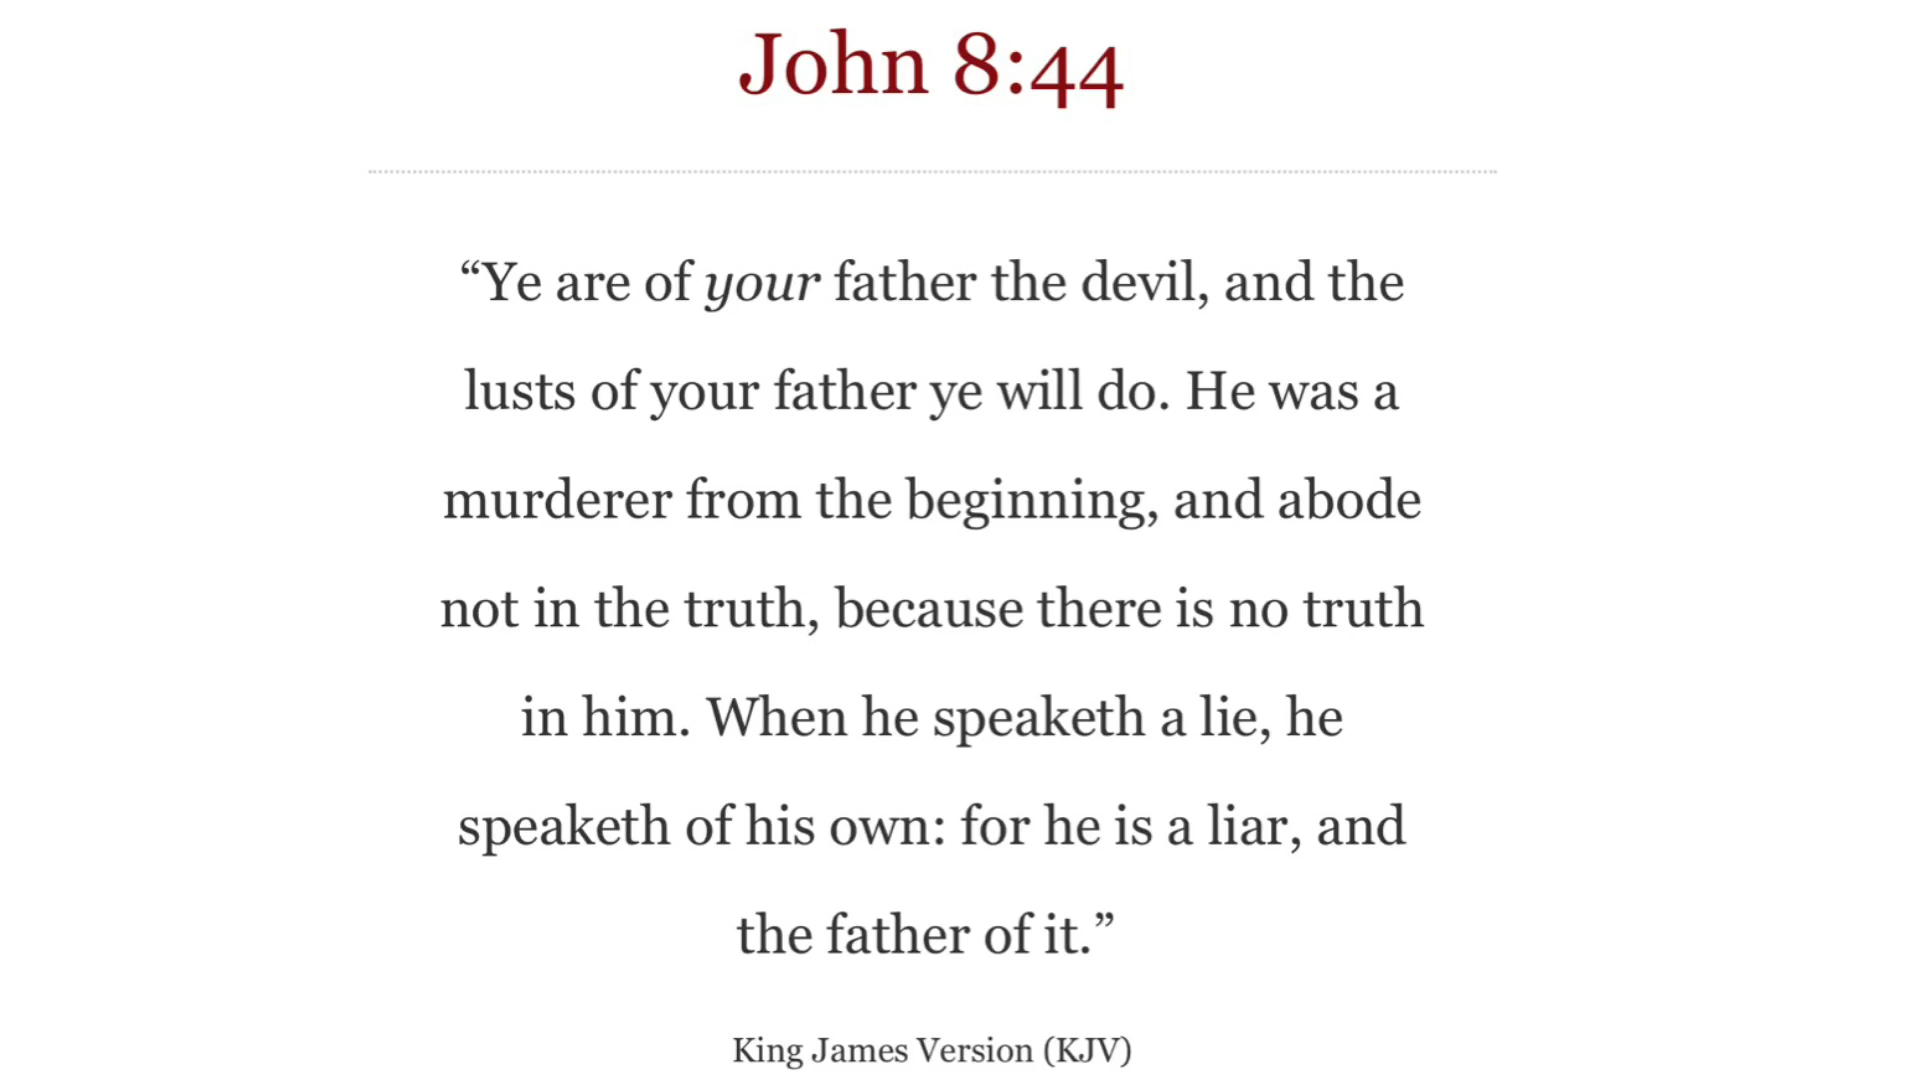 John 8:44
“Ye are of your father the devil, and the
lusts of your father ye will do. He was a
murderer from the beginning, and abode
not in the truth, because there is no truth
in him. When he speaketh a lie, he
speaketh of his own: for he is a liar, and
the father of it.”
King James Version (KJV)